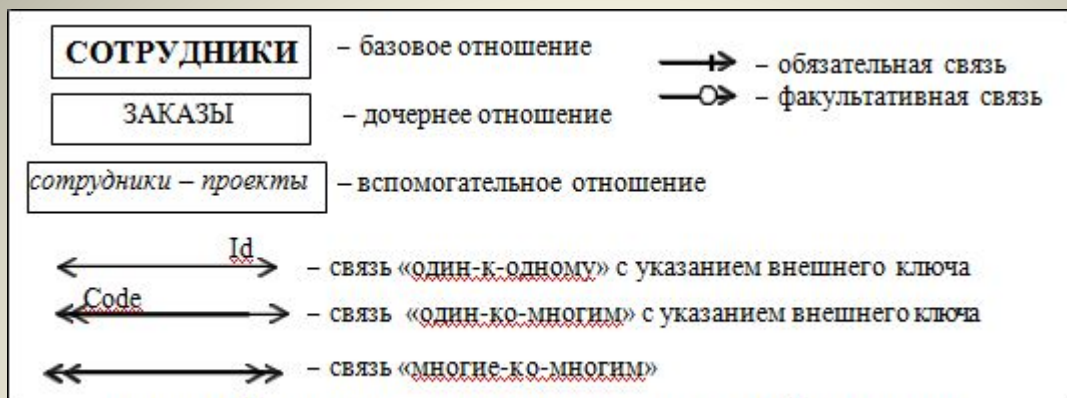 СОТРУДНИКИ – базовое отношение
– обязательная связь
ЗАКАЗЫ – дочернее отношение
– факультативная связь
сотрудники – проекты – вспомогательное отношение
Id – связь «один-к-одному» с указанием внешнего ключа
Code – связь «один-ко-многим» с указанием внешнего ключа
– связь «многие-ко-многим»